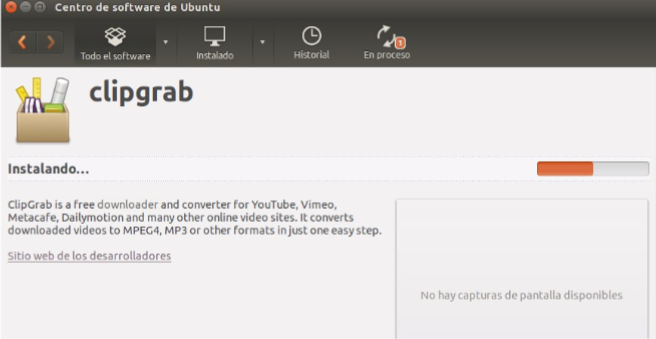 Centro de software de Ubuntu
Todo el software
Instalado
Historial
En proceso
1
clipgrab
Instalando...
ClipGrab is a free downloader and converter for YouTube, Vimeo,
Metacafe, Dailymotion and many other online video sites. It converts
downloaded videos to MPEG4, MP3 or other formats in just one easy step.
Sitio web de los desarrolladores
No hay capturas de pantalla disponibles